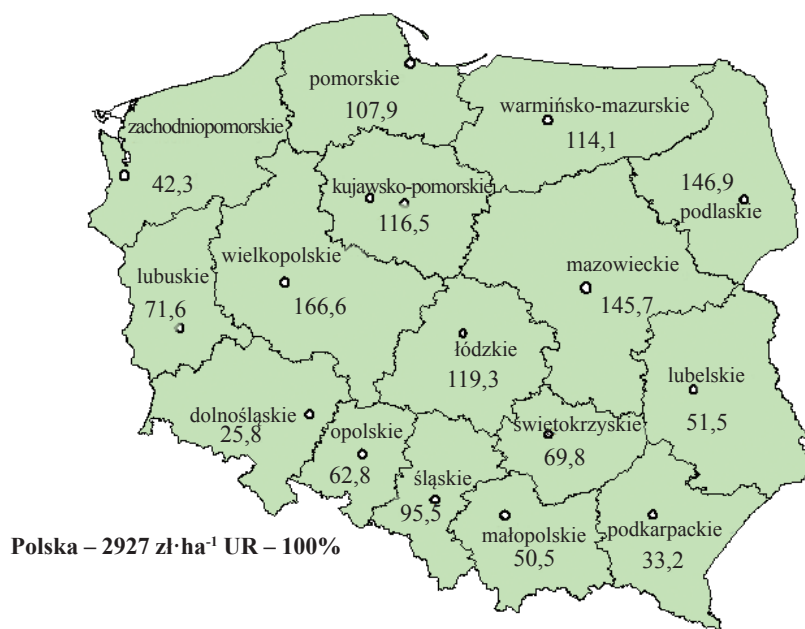 pomorskie
107,9
warmińsko-mazurskie
114,1
zachodniopomorskie
42,3
kujawsko-pomorskie
116,5
146,9
podlaskie
wielkopolskie
166,6
mazowieckie
145,7
lubuskie
71,6
łódzkie
119,3
lubelskie
51,5
dolnośląskie
25,8
opolskie
62,8
świętokrzyskie
69,8
śląskie
95,5
małopolskie
50,5
podkarpackie
33,2
Polska – 2927 zł·ha⁻¹ UR – 100%